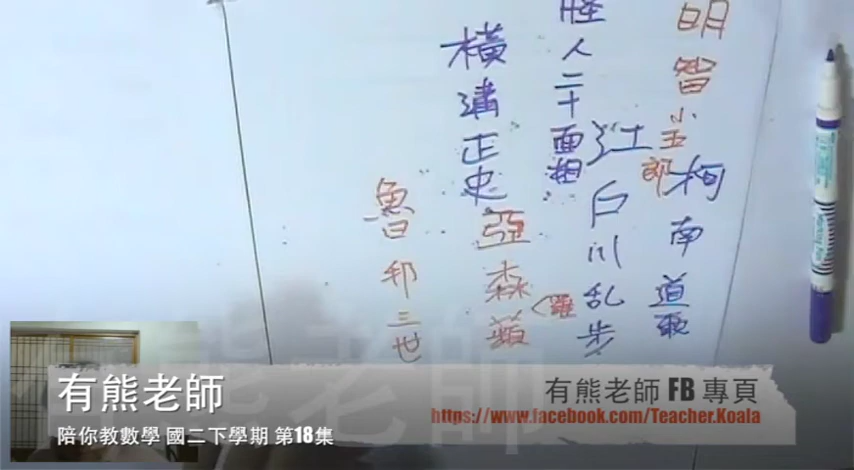 明智小五郎
柯南道爾
怪人二十面相
江户川乱步
橫溝正史
亞森蘋
羅
魯邦三世
有熊老師
陪你教數學 國二下學期 第18集
有熊老師 FB 專頁
https://www.facebook.com/Teacher.Koala